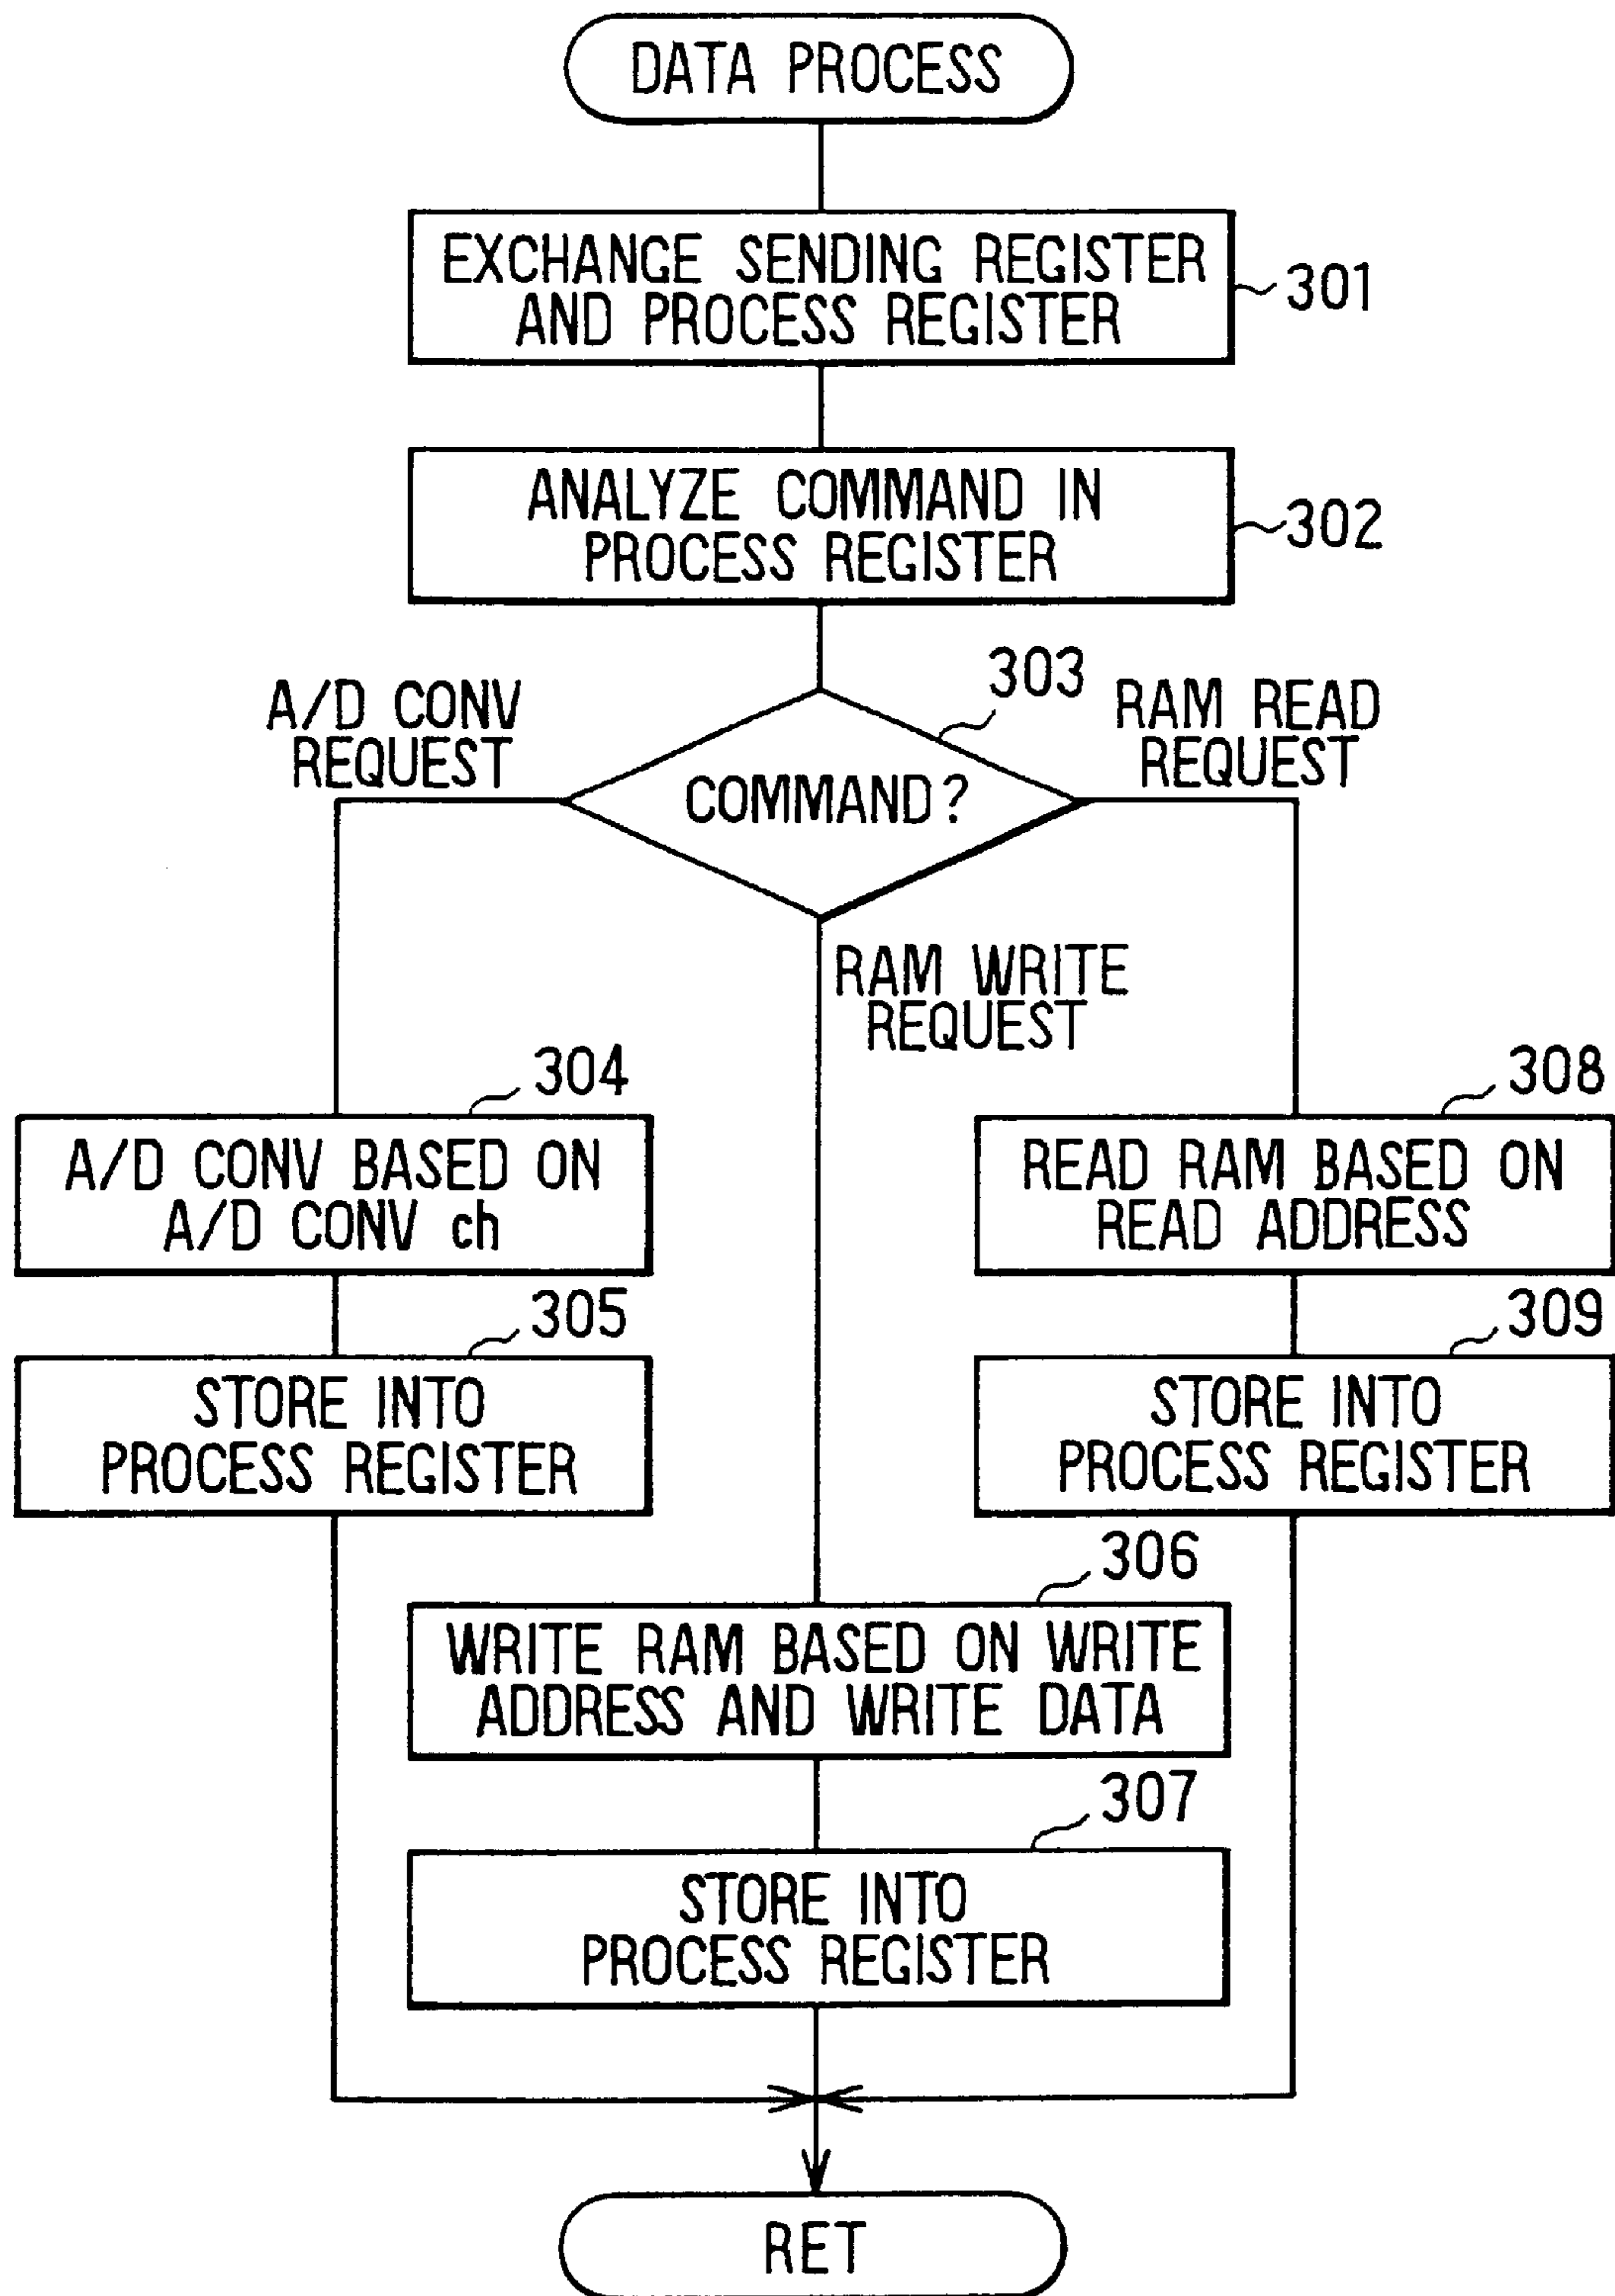 DATA PROCESS
EXCHANGE SENDING REGISTER
AND PROCESS REGISTER
301
ANALYZE COMMAND IN
PROCESS REGISTER
302
303
A/D CONV
REQUEST
COMMAND?
RAM READ
REQUEST
RAM WRITE
REQUEST
304
A/D CONV BASED ON
A/D CONV ch
308
READ RAM BASED ON
READ ADDRESS
305
STORE INTO
PROCESS REGISTER
309
STORE INTO
PROCESS REGISTER
306
WRITE RAM BASED ON WRITE
ADDRESS AND WRITE DATA
307
STORE INTO
PROCESS REGISTER
RET